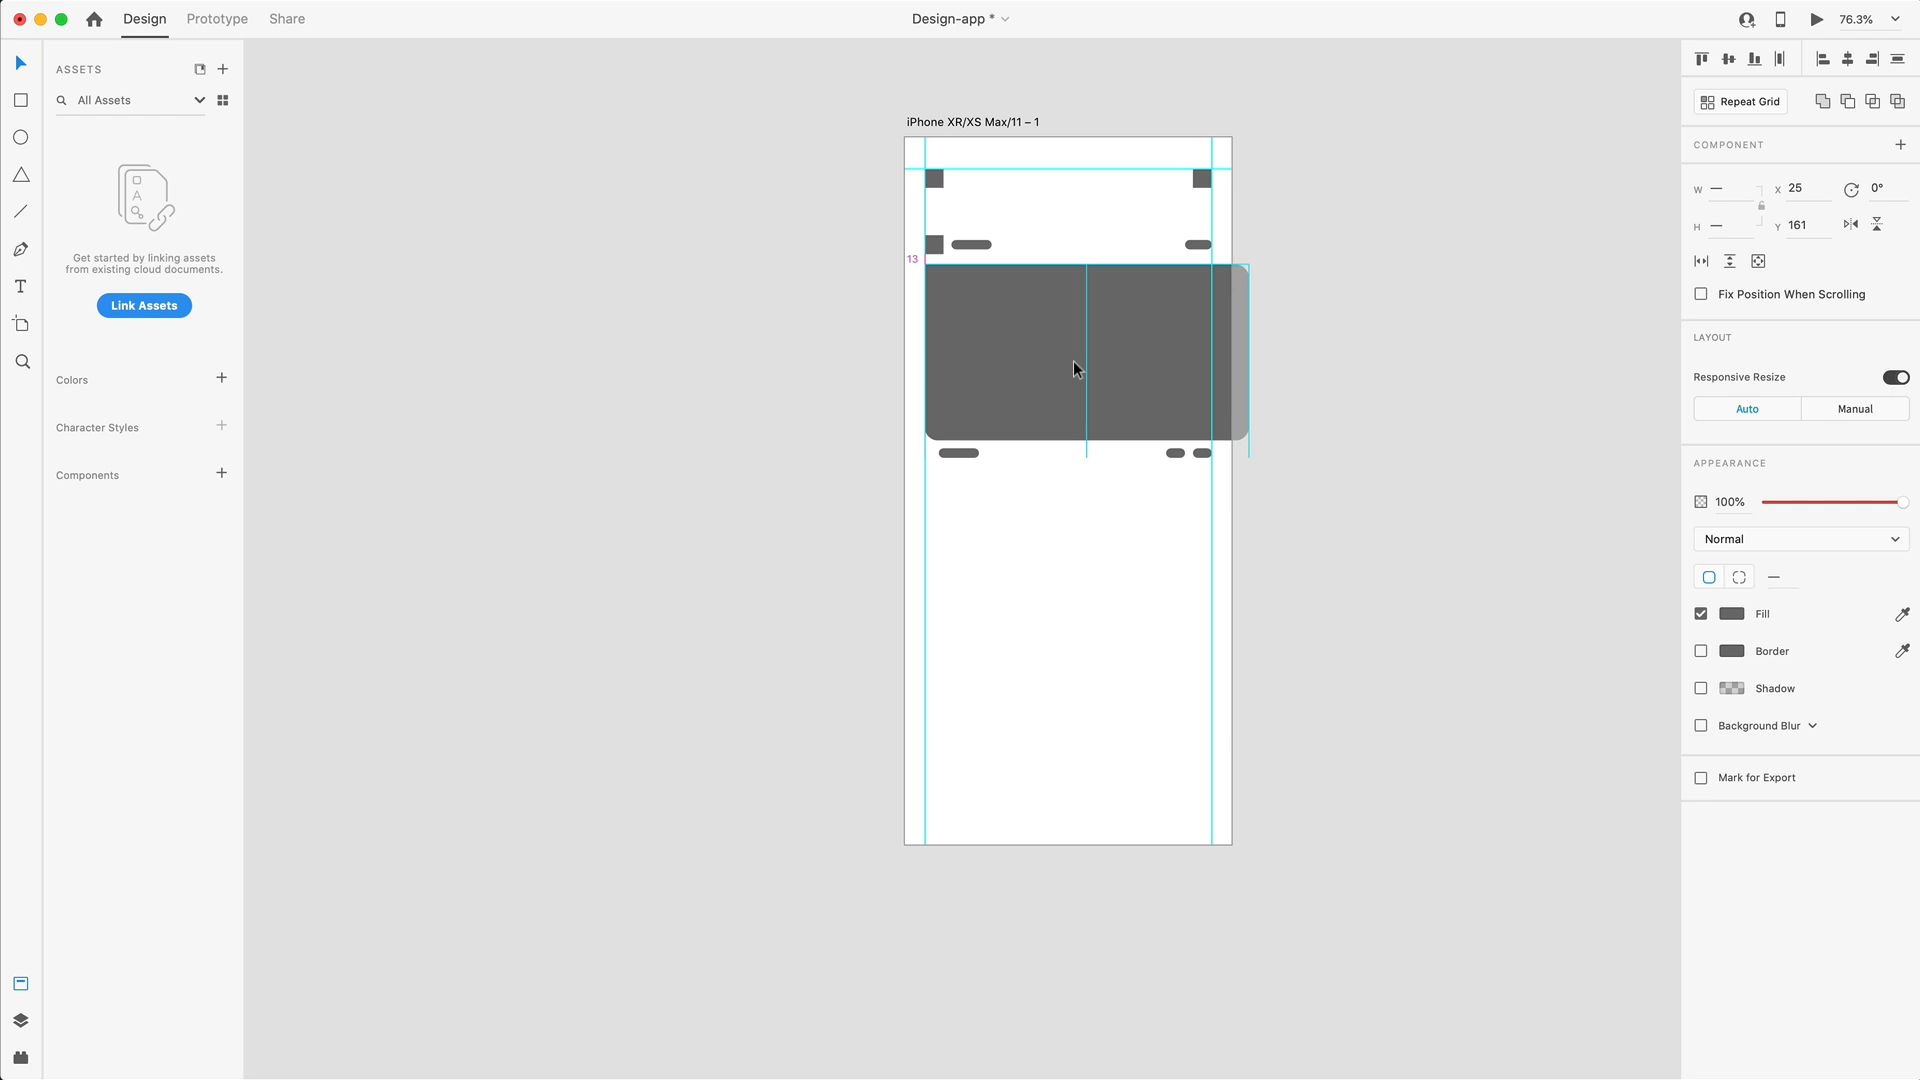 Design
Prototype
Share
Design-app *
76.3%
ASSETS
All Assets
A
Get started by linking assets
from existing cloud documents.
Link Assets
Colors
Character Styles
Components
T
iPhone XR/XS Max/11 – 1
13
Repeat Grid
COMPONENT
W —
X 25
0°
H —
Y 161
Fix Position When Scrolling
LAYOUT
Responsive Resize
Auto
Manual
APPEARANCE
100%
Normal
—
Fill
Border
Shadow
Background Blur
Mark for Export